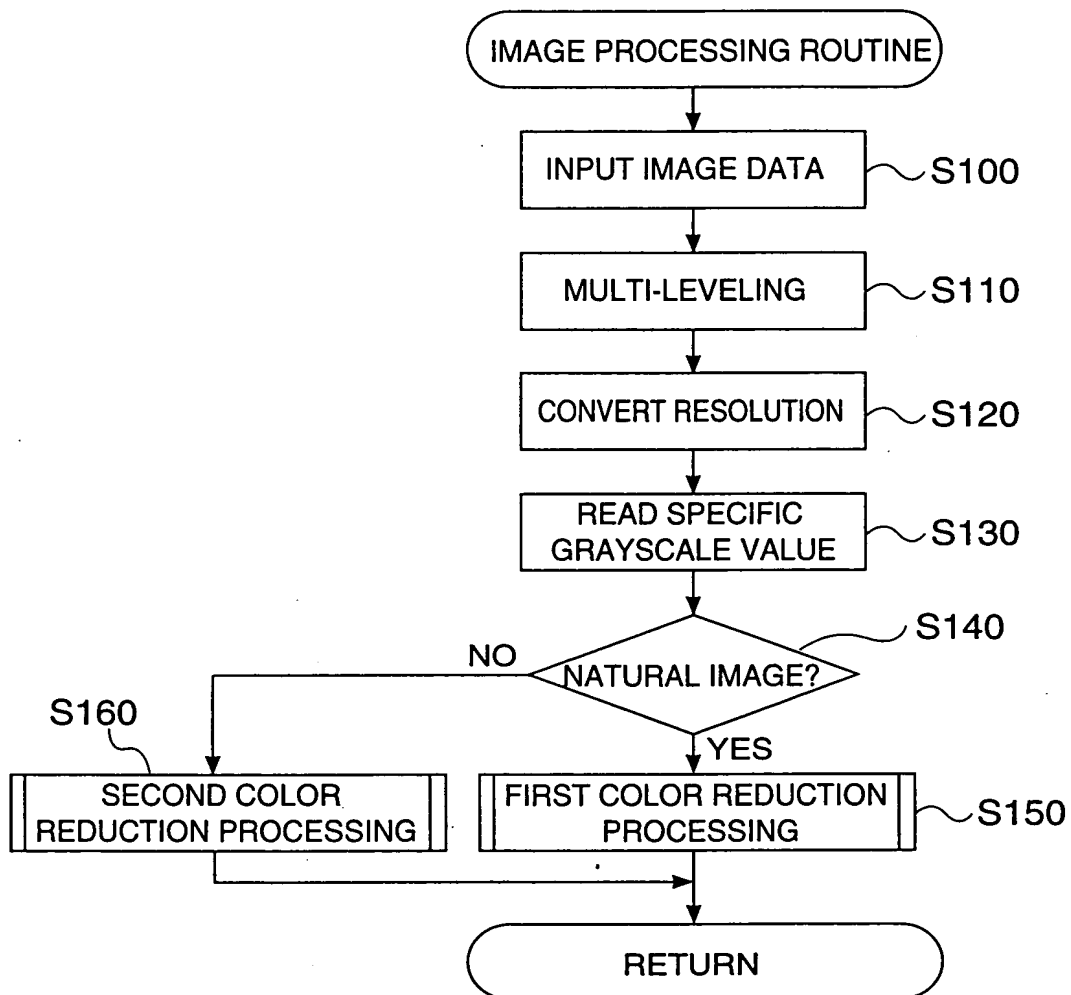 IMAGE PROCESSING ROUTINE
INPUT IMAGE DATA
S100
MULTI-LEVELING
S110
CONVERT RESOLUTION
S120
READ SPECIFIC
GRAYSCALE VALUE
S130
S140
NATURAL IMAGE?
NO
YES
S160
SECOND COLOR
REDUCTION PROCESSING
FIRST COLOR REDUCTION
PROCESSING
S150
RETURN